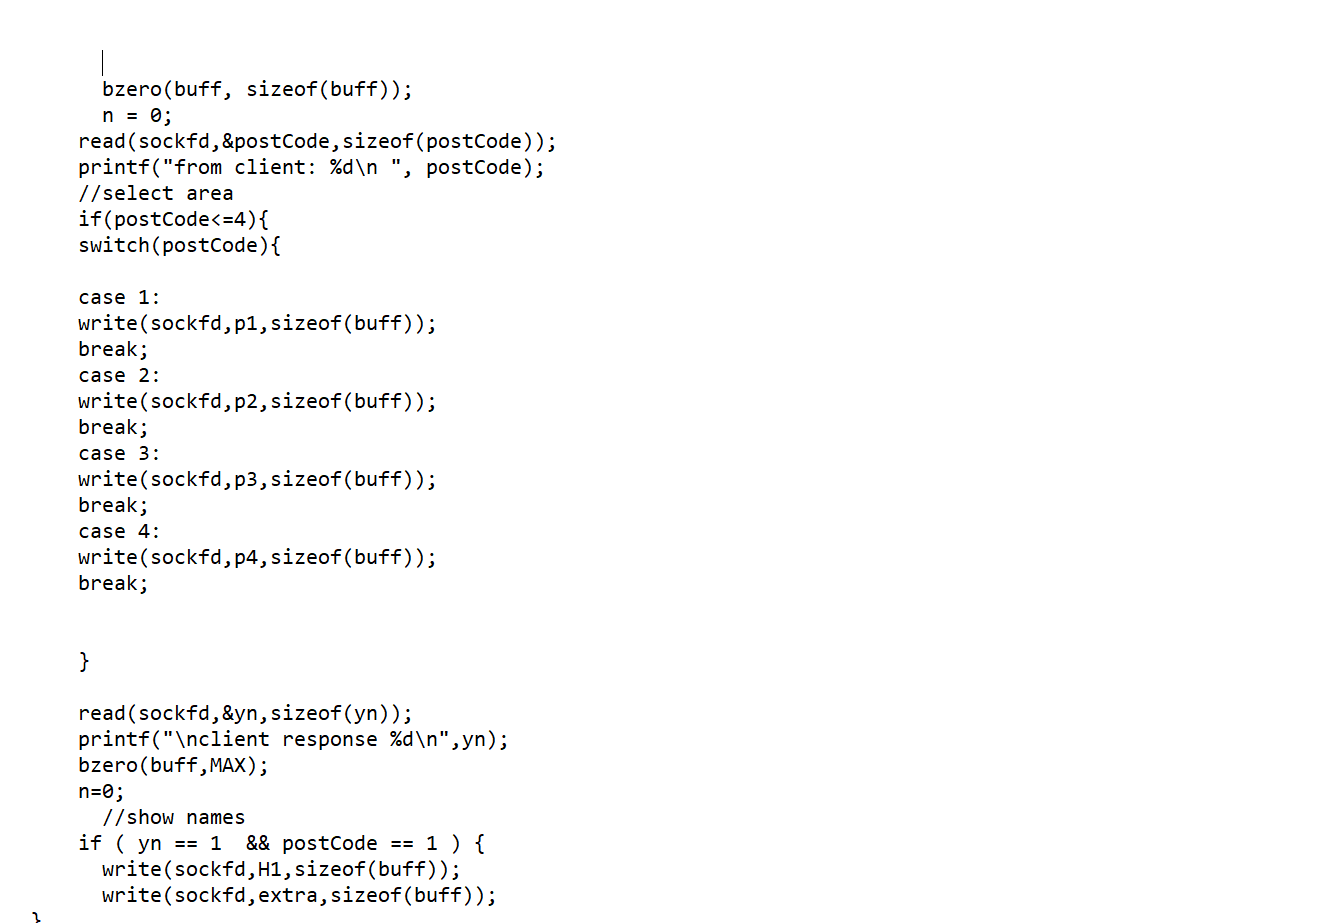 bzero(buff, sizeof(buff));
n = 0;
read(sockfd,&postCode,sizeof(postCode));
printf("from client: %d\n ", postCode);
//select area
if(postCode<=4){
switch(postCode){
case 1:
write(sockfd,p1,sizeof(buff));
break;
case 2:
write(sockfd,p2,sizeof(buff));
break;
case 3:
write(sockfd,p3,sizeof(buff));
break;
case 4:
write(sockfd,p4,sizeof(buff));
break;
}
read(sockfd,&yn,sizeof(yn));
printf("\nclient response %d\n",yn);
bzero(buff,MAX);
n=0;
//show names
if ( yn == 1  && postCode == 1 ) {
write(sockfd,H1,sizeof(buff));
write(sockfd,extra,sizeof(buff));
}